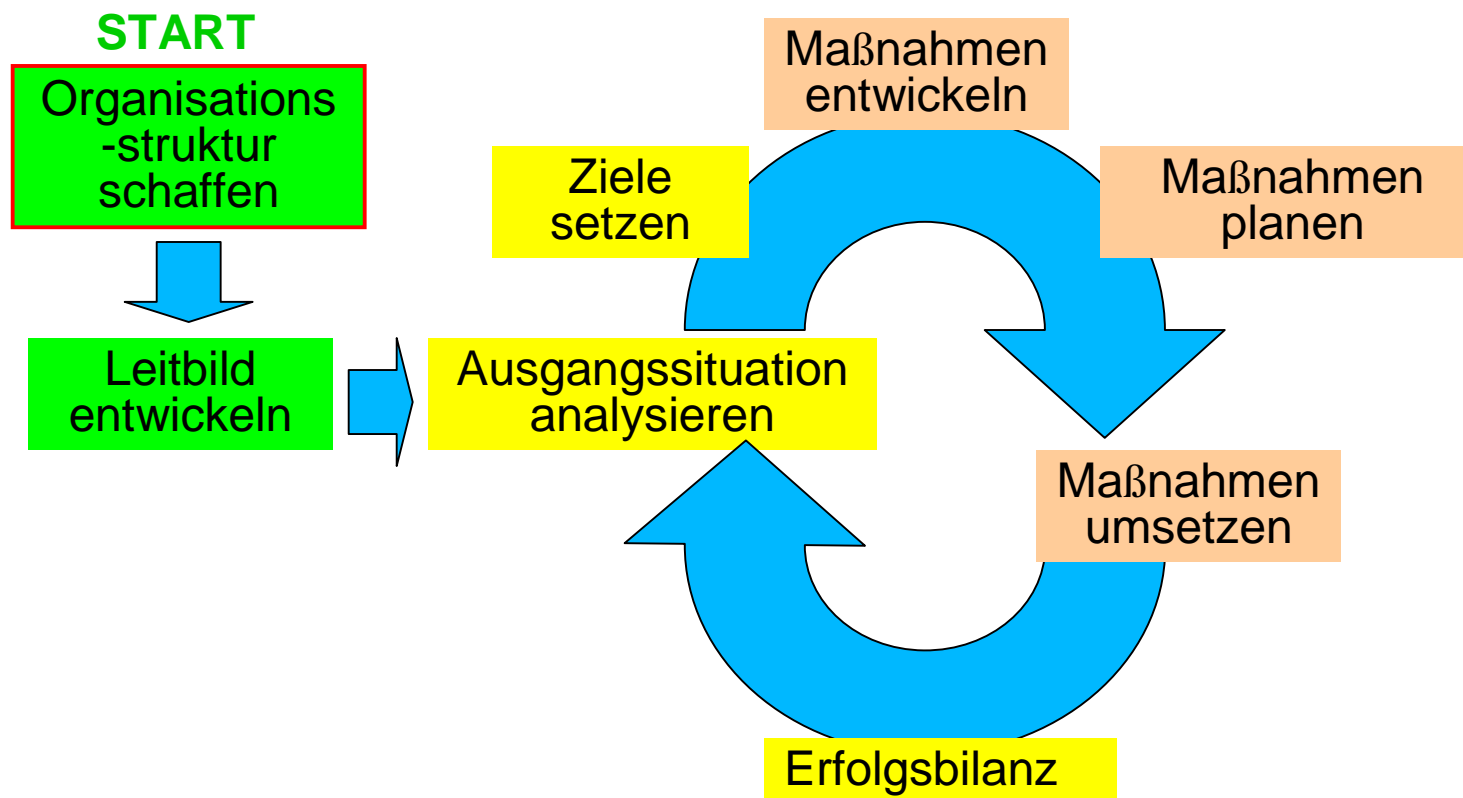 START
Organisations
-struktur
schaffen
Leitbild
entwickeln
Ausgangssituation
analysieren
Ziele
setzen
Maßnahmen
entwickeln
Maßnahmen
planen
Maßnahmen
umsetzen
Erfolgsbilanz